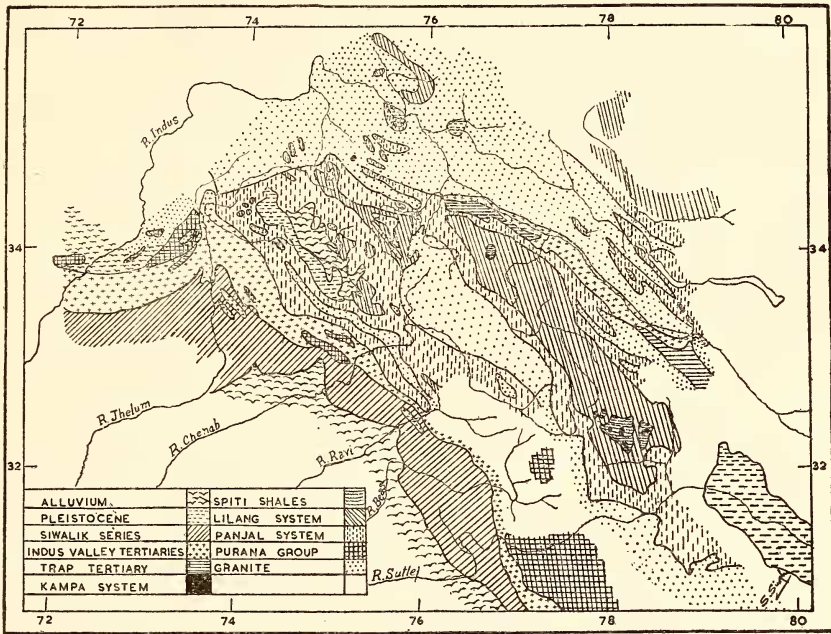 72 74 76 78 80
R. Indus
34 34
R. Jhelum
R. Chenab
R. Ravi
R. Beas
R. Sutlej
32 32
ALLUVIUM. SPITI SHALES
PLEISTOCENE LILANG SYSTEM
SIWALIK SERIES PANJAL SYSTEM
INDUS VALLEY TERTIARIES PURANA GROUP
TRAP TERTIARY GRANITE
KAMPA SYSTEM
72 74 76 78 80